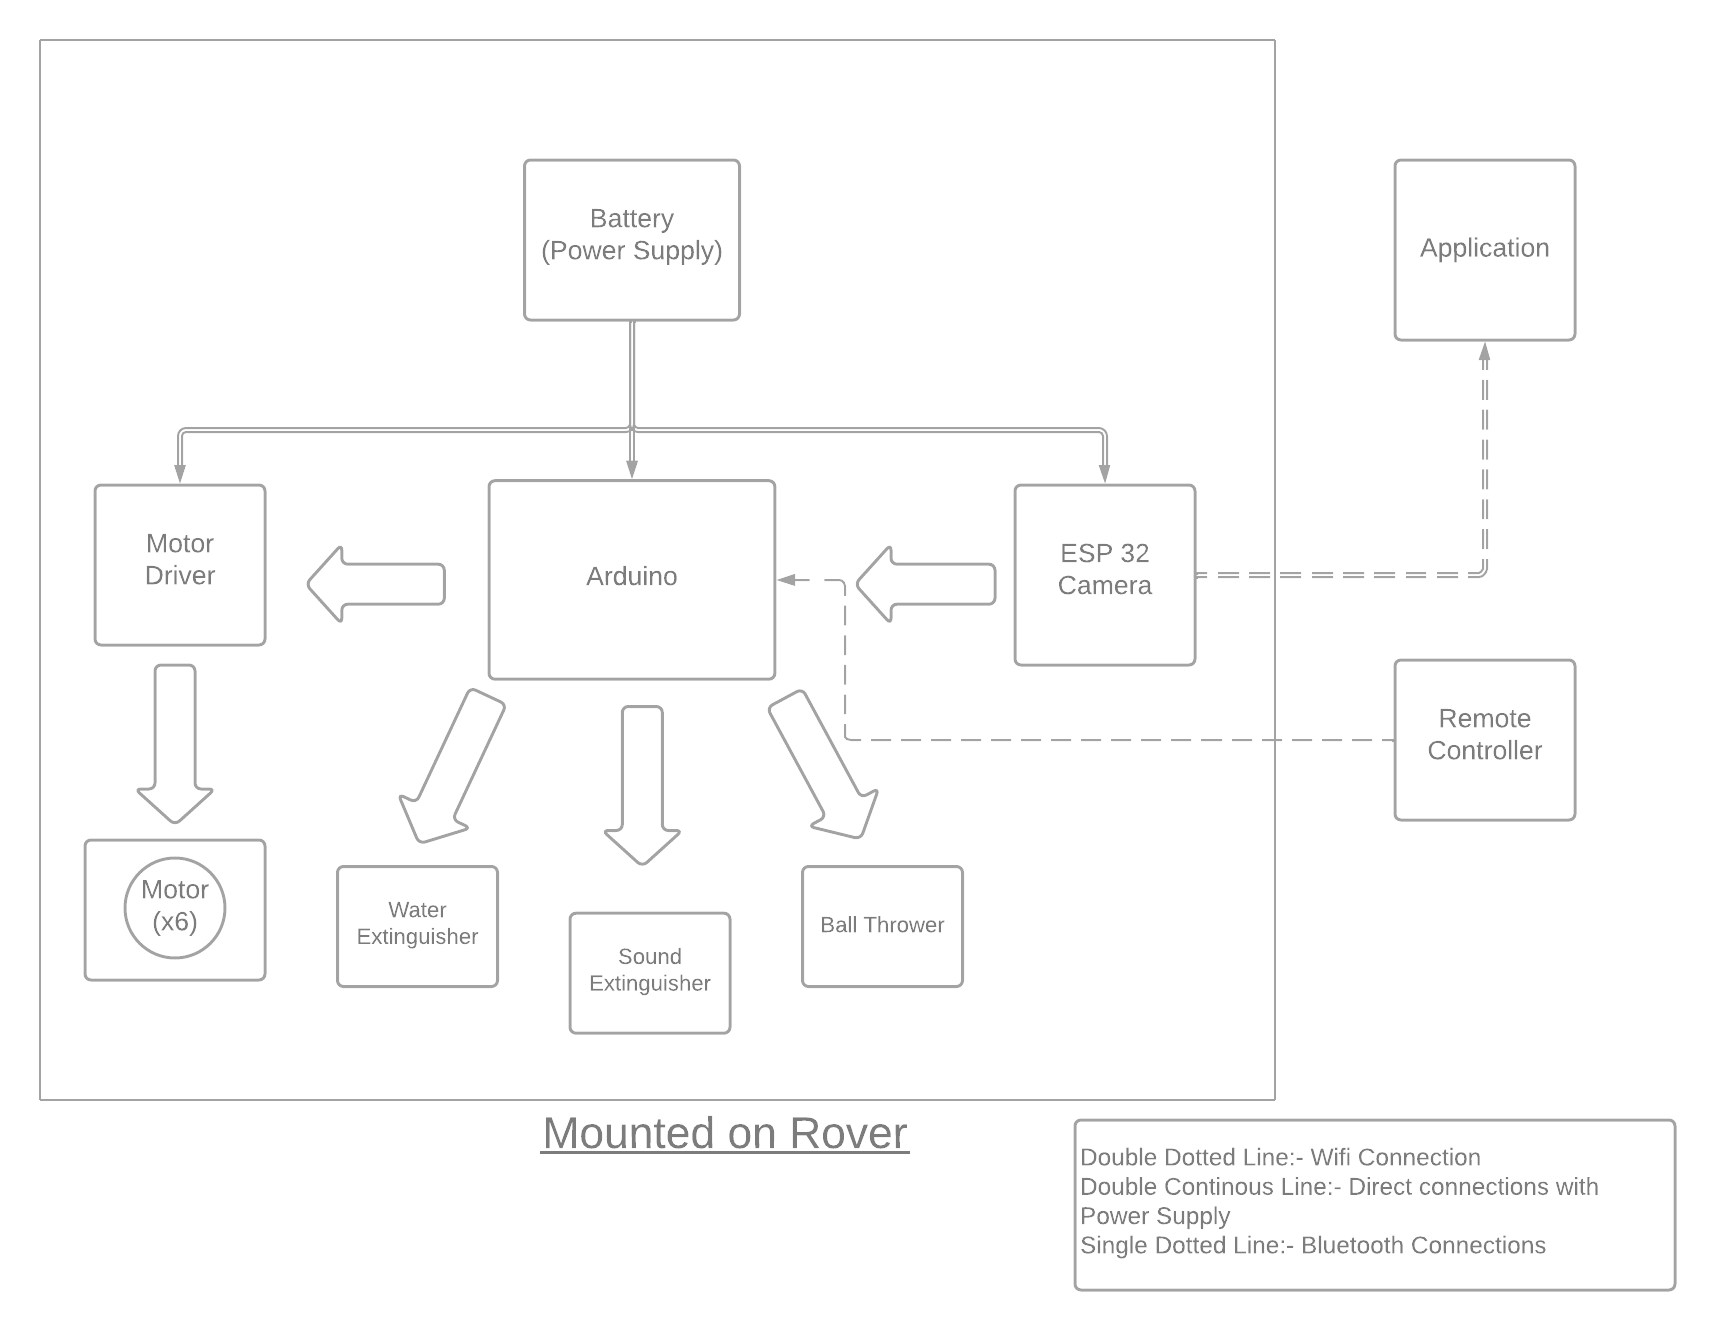 Battery
(Power Supply)
Application
Motor
Driver
Arduino
ESP 32
Camera
Remote
Controller
Motor
(x6)
Water
Extinguisher
Sound
Extinguisher
Ball Thrower
Mounted on Rover
Double Dotted Line:- Wifi Connection
Double Continous Line:- Direct connections with
Power Supply
Single Dotted Line:- Bluetooth Connections